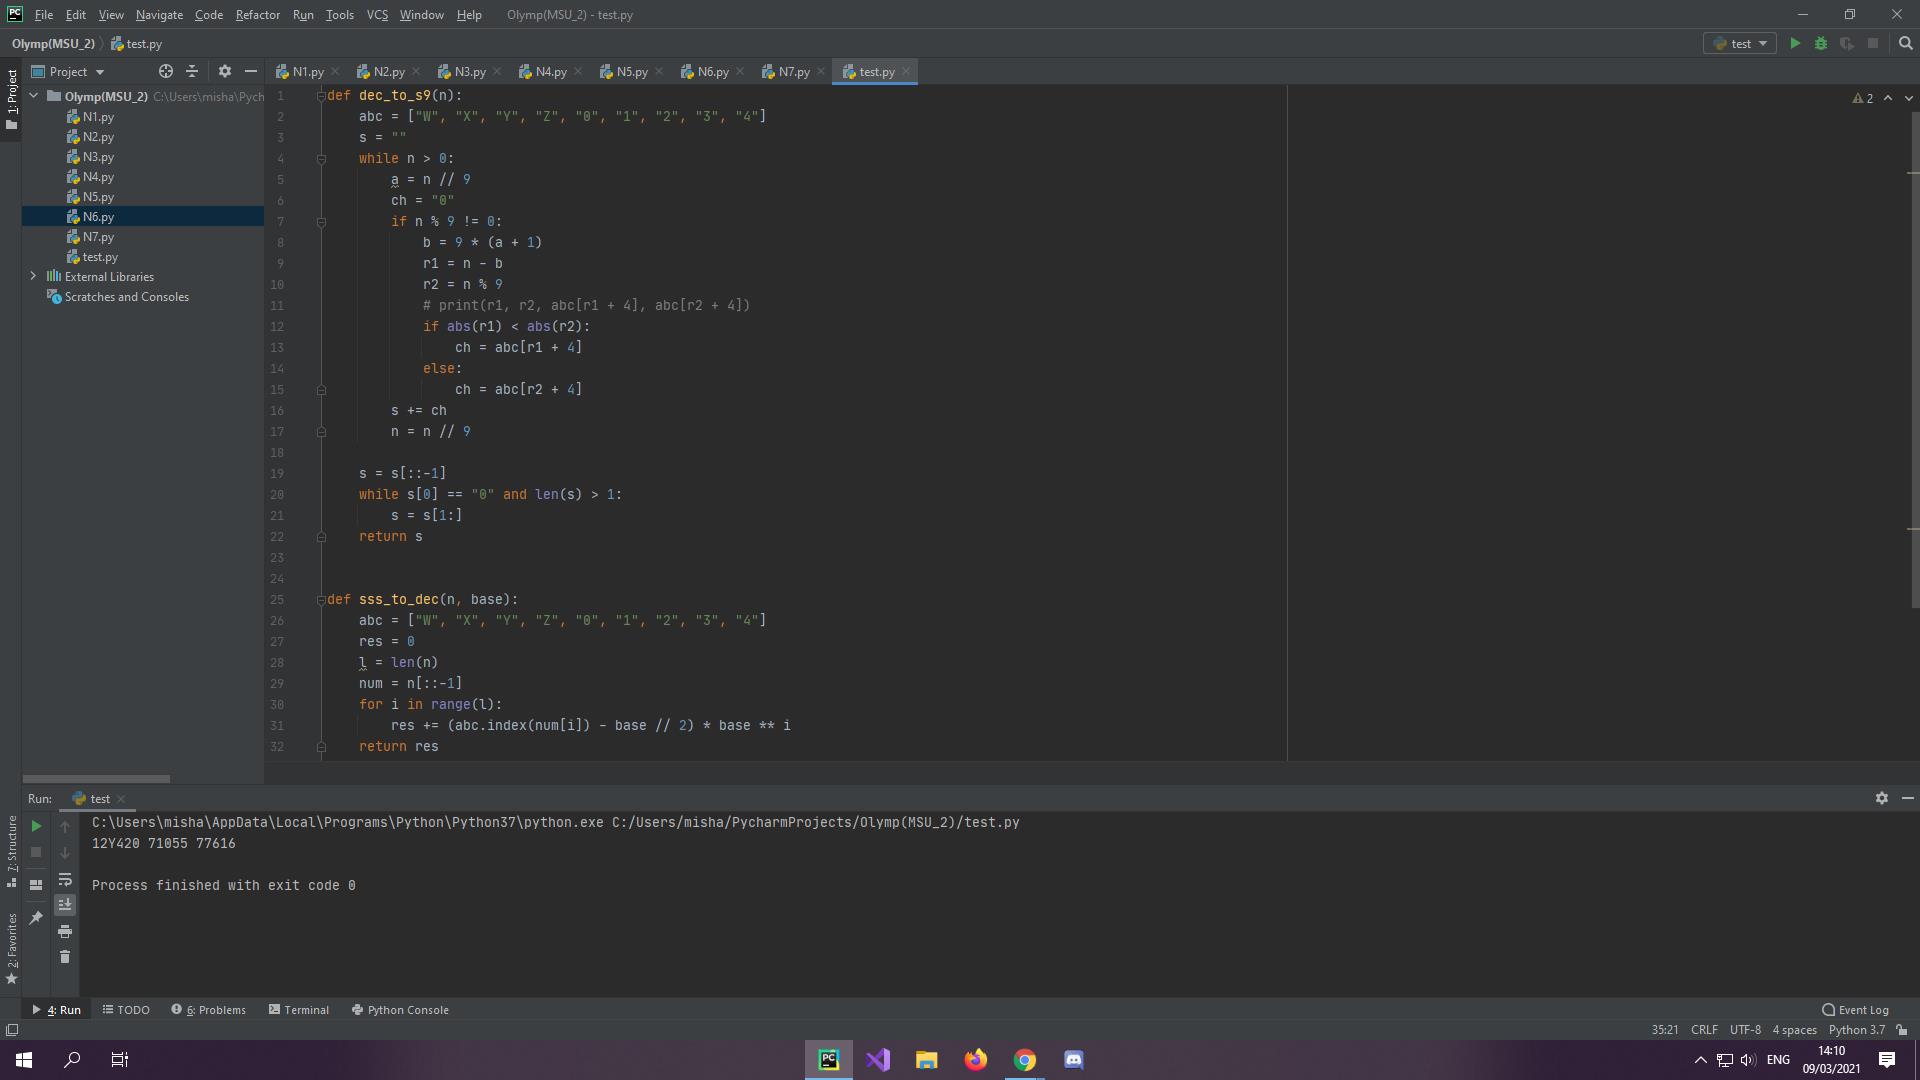 PC File Edit View Navigate Code Refactor Run Tools VCS Window Help Olymp(MSU_2) - test.py
Olymp(MSU_2) test.py test
1: Project
Project
N1.py N2.py N3.py N4.py N5.py N6.py N7.py test.py
Olymp(MSU_2) C:\Users\misha\Pych
N1.py
N2.py
N3.py
N4.py
N5.py
N6.py
N7.py
test.py
External Libraries
Scratches and Consoles
2
1 def dec_to_s9(n):
2 abc = ["W", "X", "Y", "Z", "0", "1", "2", "3", "4"]
3 s = ""
4 while n > 0:
5 a = n // 9
6 ch = "0"
7 if n % 9 != 0:
8 b = 9 * (a + 1)
9 r1 = n - b
10 r2 = n % 9
11 # print(r1, r2, abc[r1 + 4], abc[r2 + 4])
12 if abs(r1) < abs(r2):
13 ch = abc[r1 + 4]
14 else:
15 ch = abc[r2 + 4]
16 s += ch
17 n = n // 9
18
19 s = s[::-1]
20 while s[0] == "0" and len(s) > 1:
21 s = s[1:]
22 return s
23
24
25 def sss_to_dec(n, base):
26 abc = ["W", "X", "Y", "Z", "0", "1", "2", "3", "4"]
27 res = 0
28 l = len(n)
29 num = n[::-1]
30 for i in range(l):
31 res += (abc.index(num[i]) - base // 2) * base ** i
32 return res
Run: test
7: Structure
2: Favorites
C:\Users\misha\AppData\Local\Programs\Python\Python37\python.exe C:/Users/misha/PycharmProjects/Olymp(MSU_2)/test.py
12Y420 71055 77616
Process finished with exit code 0
4: Run TODO 6: Problems Terminal Python Console Event Log
35:21 CRLF UTF-8 4 spaces Python 3.7
PC ENG 14:10
09/03/2021